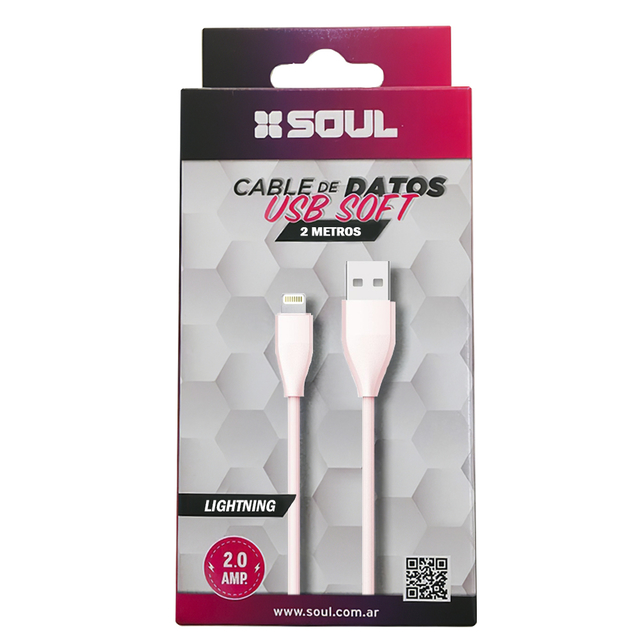 SOUL
CABLE DE DATOS
USB SOFT
2 METROS
LIGHTNING
2.0
AMP.
www.soul.com.ar